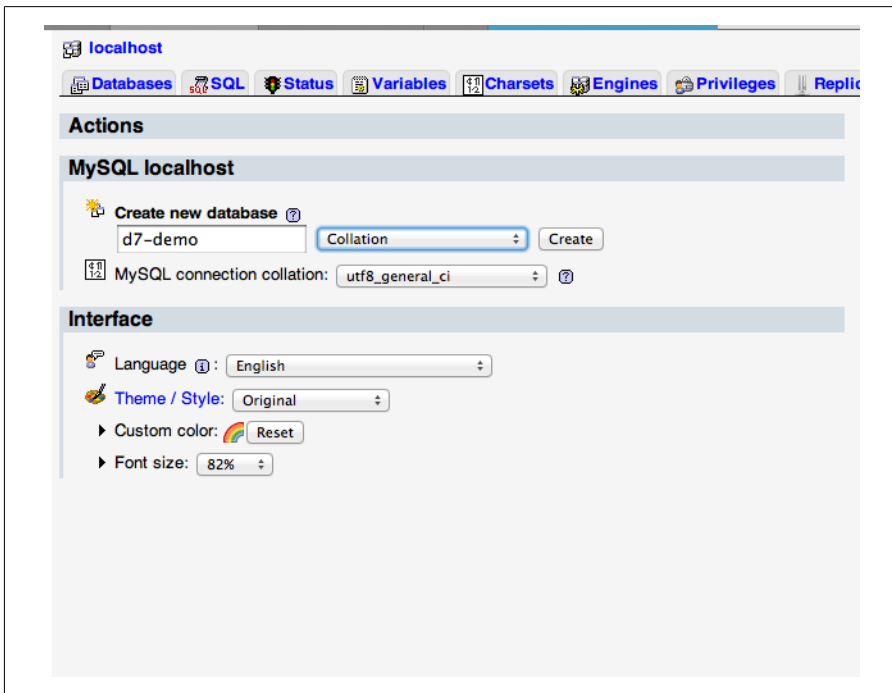 localhost
Databases SQL Status Variables Charsets Engines Privileges Replic
Actions
MySQL localhost
Create new database
d7-demo Collation Create
MySQL connection collation: utf8_general_ci
Interface
Language : English
Theme / Style: Original
Custom color: Reset
Font size: 82%